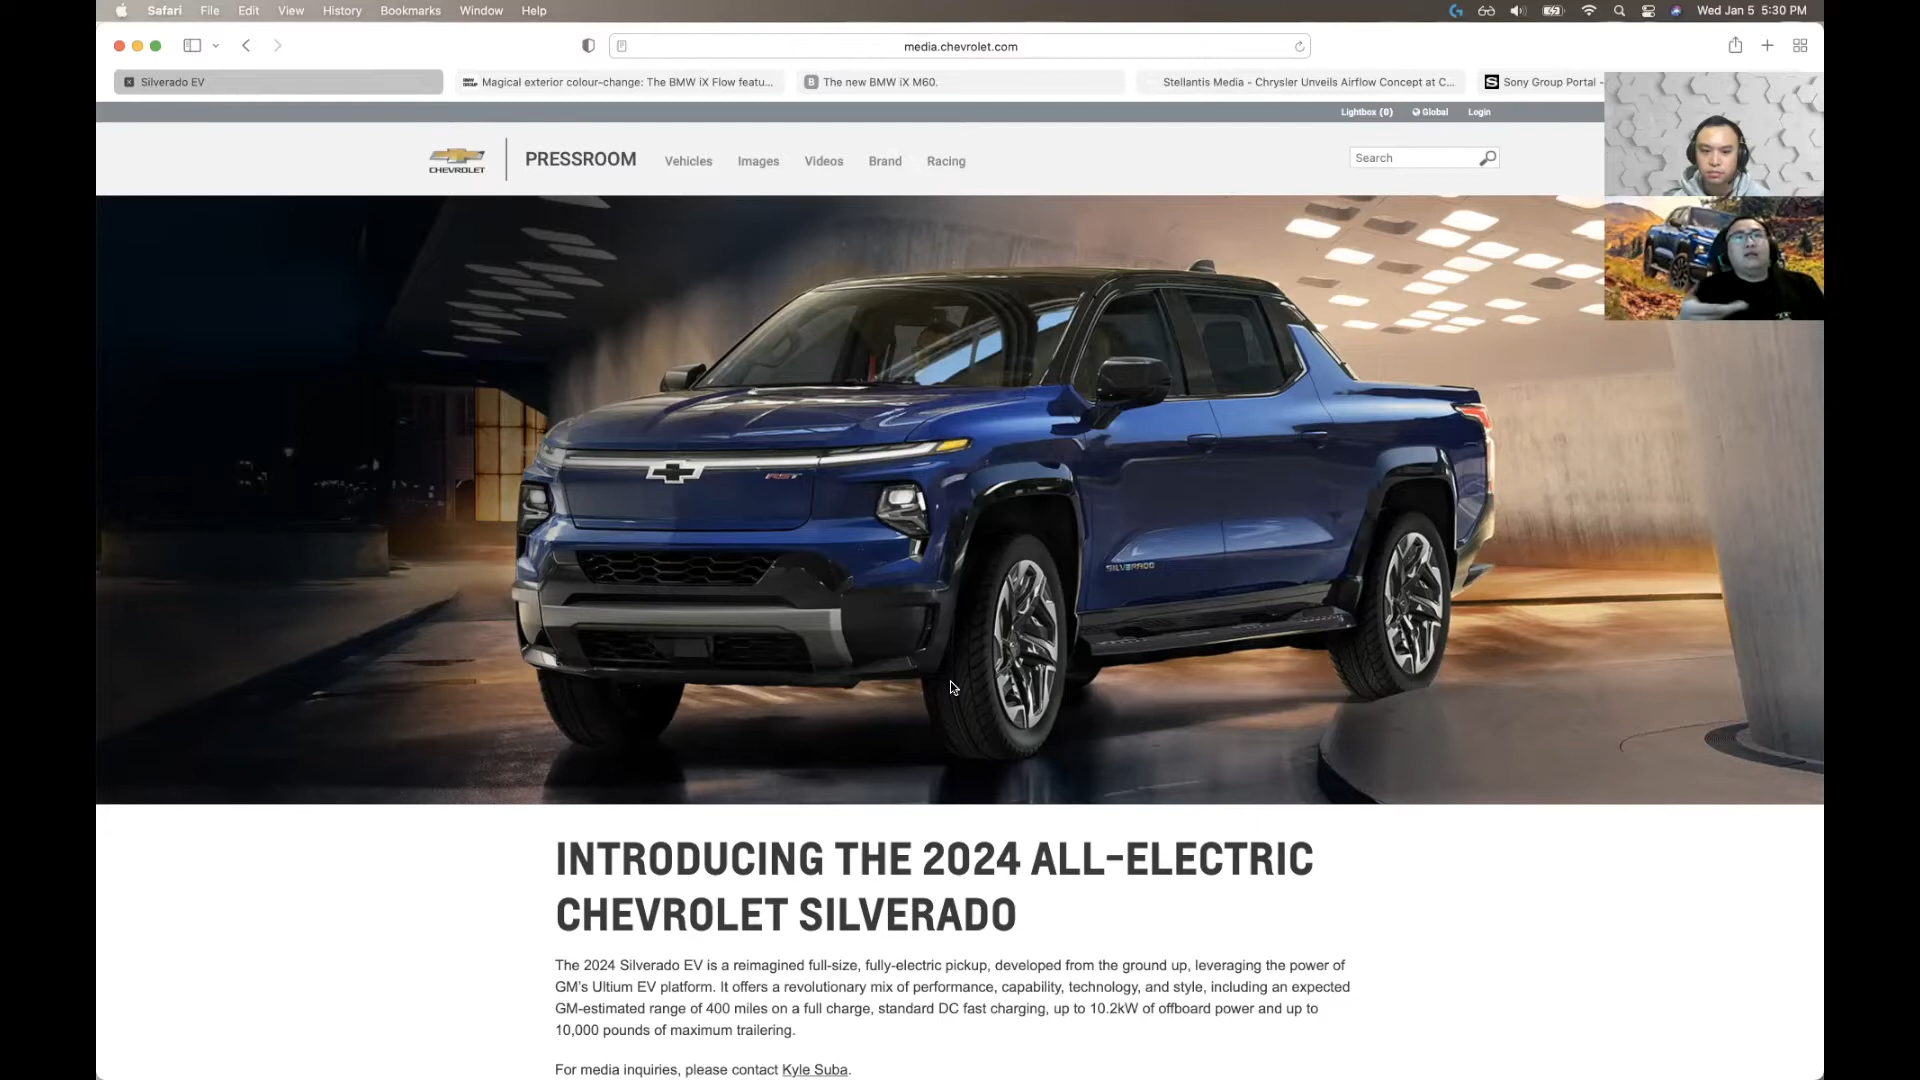 Safari File Edit View History Bookmarks Window Help
Wed Jan 5 5:30 PM
media.chevrolet.com
Silverado EV
Magical exterior colour-change: The BMW iX Flow featu...
The new BMW iX M60.
Stellantis Media - Chrysler Unveils Airflow Concept at C...
Sony Group Portal -
Lightbox (0) Global Login
CHEVROLET
PRESSROOM Vehicles Images Videos Brand Racing
Search
RST
SILVERADO
INTRODUCING THE 2024 ALL-ELECTRIC
CHEVROLET SILVERADO
The 2024 Silverado EV is a reimagined full-size, fully-electric pickup, developed from the ground up, leveraging the power of
GM's Ultium EV platform. It offers a revolutionary mix of performance, capability, technology, and style, including an expected
GM-estimated range of 400 miles on a full charge, standard DC fast charging, up to 10.2kW of offboard power and up to
10,000 pounds of maximum trailering.
For media inquiries, please contact Kyle Suba.